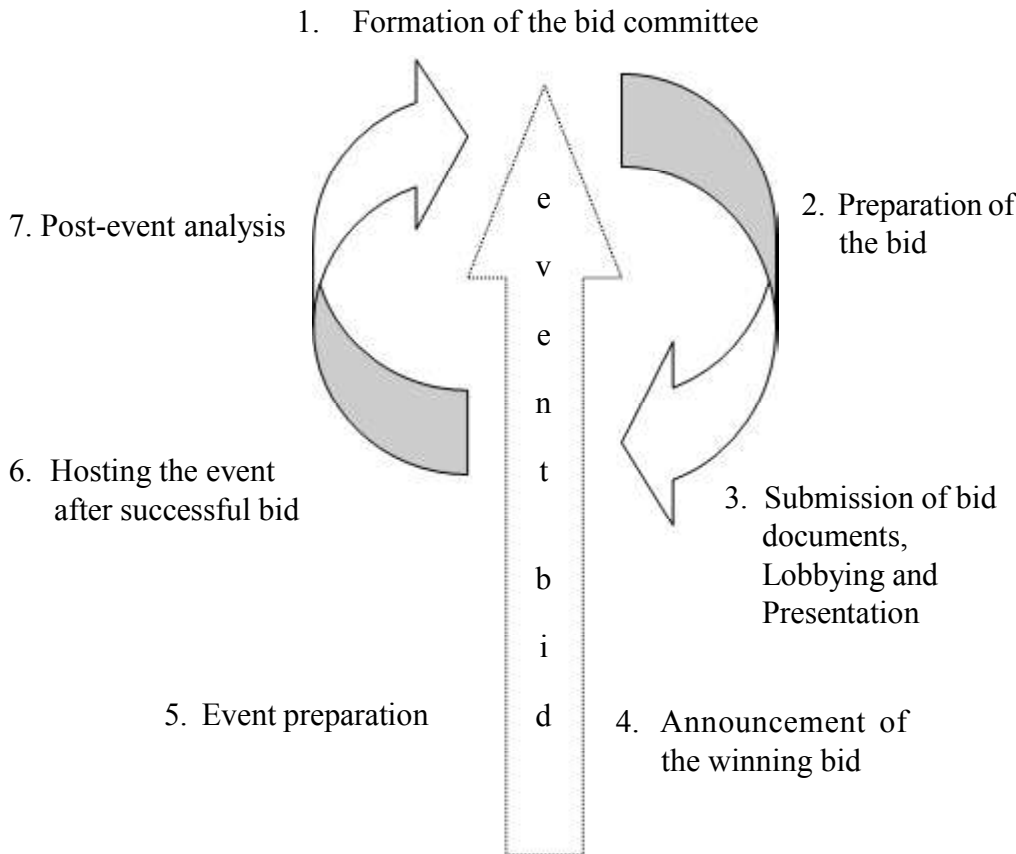 1. Formation of the bid committee
2. Preparation of
the bid
3. Submission of bid
documents,
Lobbying and
Presentation
4. Announcement of
the winning bid
5. Event preparation
6. Hosting the event
after successful bid
7. Post-event analysis
e
v
e
n
t
b
i
d